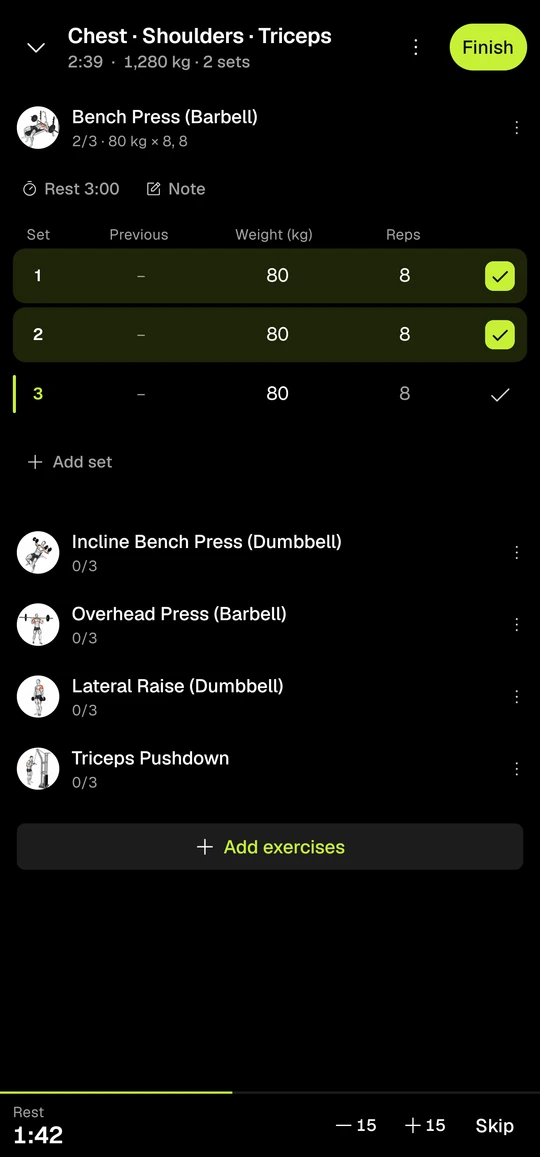 Chest · Shoulders · Triceps
2:39 · 1,280 kg · 2 sets
Finish
Bench Press (Barbell)
2/3 · 80 kg × 8, 8
Rest 3:00 Note
Set Previous Weight (kg) Reps
1 – 80 8
2 – 80 8
3 – 80 8
+ Add set
Incline Bench Press (Dumbbell)
0/3
Overhead Press (Barbell)
0/3
Lateral Raise (Dumbbell)
0/3
Triceps Pushdown
0/3
+ Add exercises
Rest
1:42
— 15 + 15 Skip